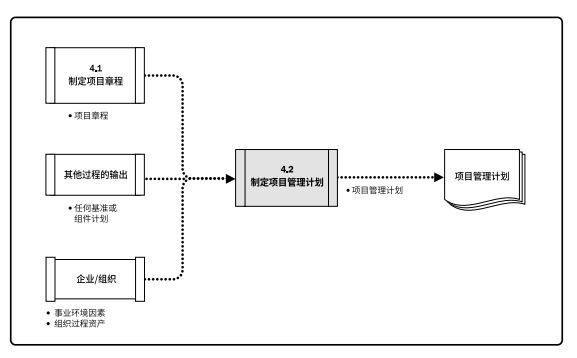 4.1
制定项目章程
• 项目章程
其他过程的输出
• 任何基准或
组件计划
企业/组织
• 事业环境因素
• 组织过程资产
4.2
制定项目管理计划
• 项目管理计划
项目管理计划